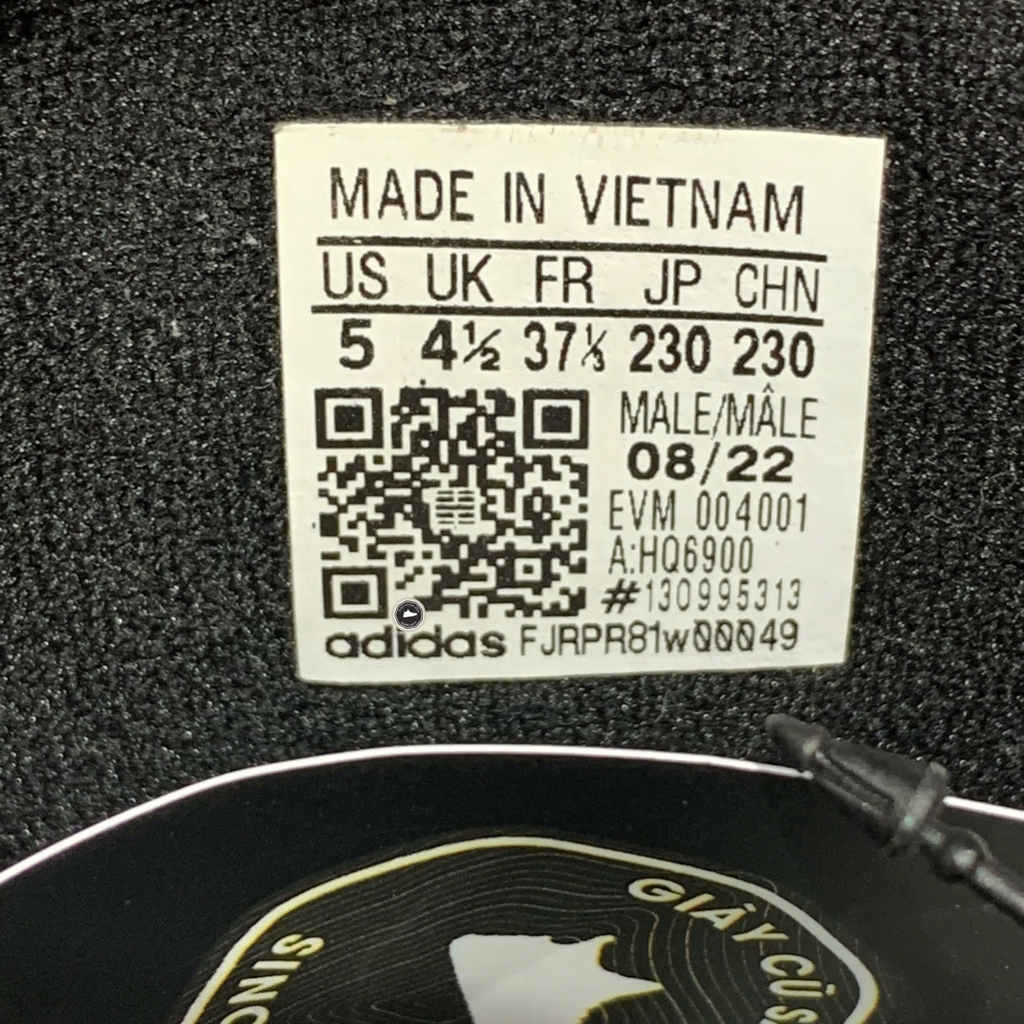 MADE IN VIETNAM
US UK FR JP CHN
5 4½ 37⅓ 230 230
MALE/MÂLE
08/22
EVM 004001
A:HQ6900
#130995313
adidas FJRPR81w00049
GIÀY CŨ S
ONIS